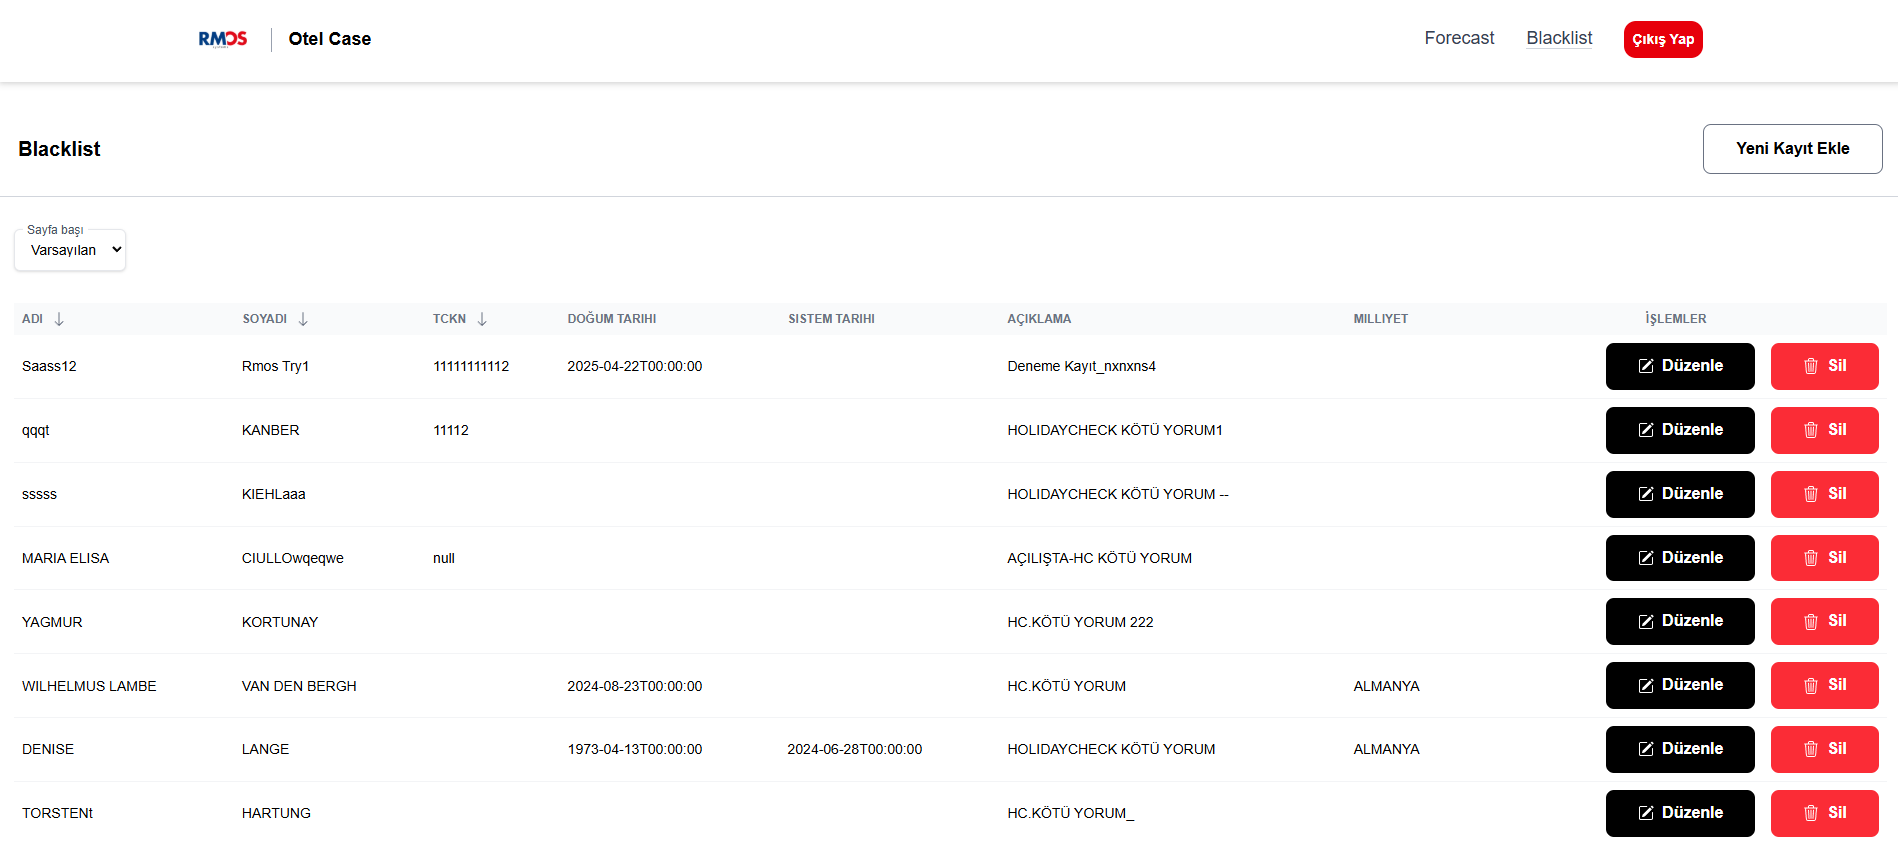 RMOS
Otel Case
Forecast
Blacklist
Çıkış Yap
Blacklist
Yeni Kayıt Ekle
Sayfa başı
Varsayılan
ADI SOYADI TCKN DOĞUM TARIHI SISTEM TARIHI AÇIKLAMA MILLIYET İŞLEMLER
Saass12 Rmos Try1 11111111112 2025-04-22T00:00:00 Deneme Kayıt_nxnxns4 Düzenle Sil
qqqt KANBER 11112 HOLIDAYCHECK KÖTÜ YORUM1 Düzenle Sil
sssss KIEHLaaa HOLIDAYCHECK KÖTÜ YORUM -- Düzenle Sil
MARIA ELISA CIULLOwqeqwe null AÇILIŞTA-HC KÖTÜ YORUM Düzenle Sil
YAGMUR KORTUNAY HC.KÖTÜ YORUM 222 Düzenle Sil
WILHELMUS LAMBE VAN DEN BERGH 2024-08-23T00:00:00 HC.KÖTÜ YORUM ALMANYA Düzenle Sil
DENISE LANGE 1973-04-13T00:00:00 2024-06-28T00:00:00 HOLIDAYCHECK KÖTÜ YORUM ALMANYA Düzenle Sil
TORSTENt HARTUNG HC.KÖTÜ YORUM_ Düzenle Sil